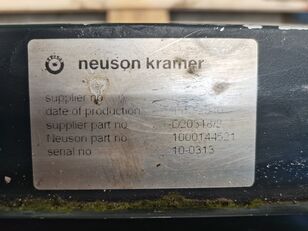 neuson kramer
supplier no
date of production
supplier part no
Neuson part no 1000144521
serial no 10-0313